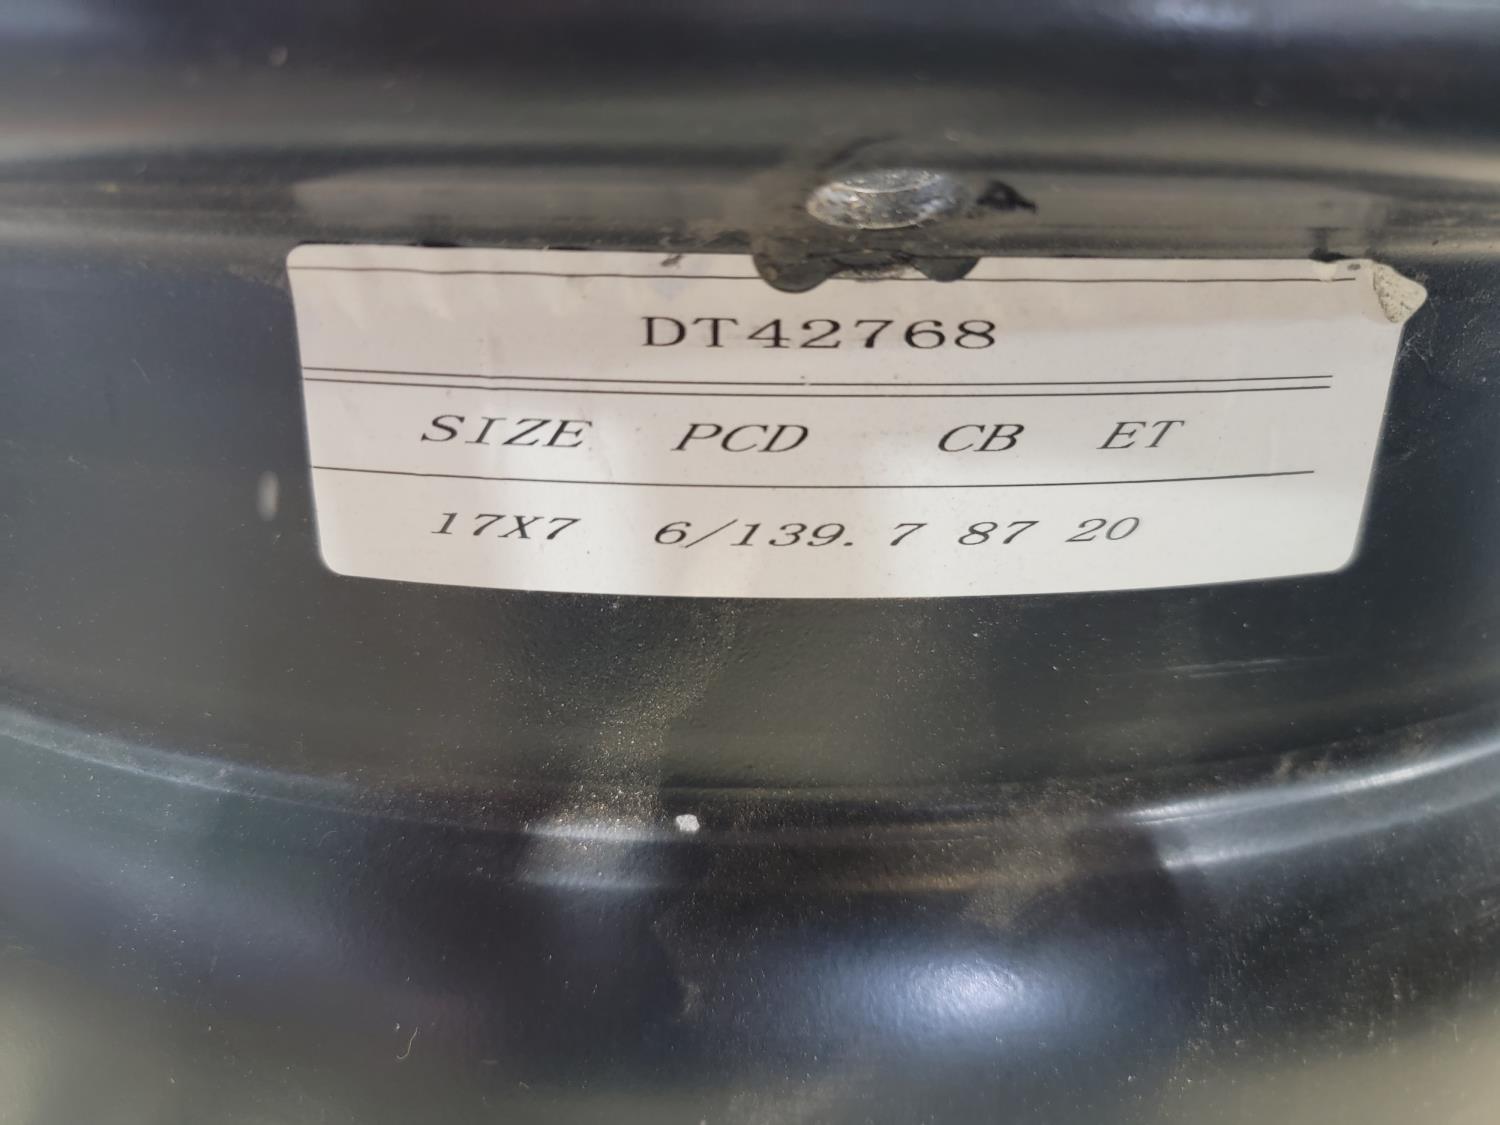 DT42768
SIZE PCD CB ET
17X7 6/139.7 87 20